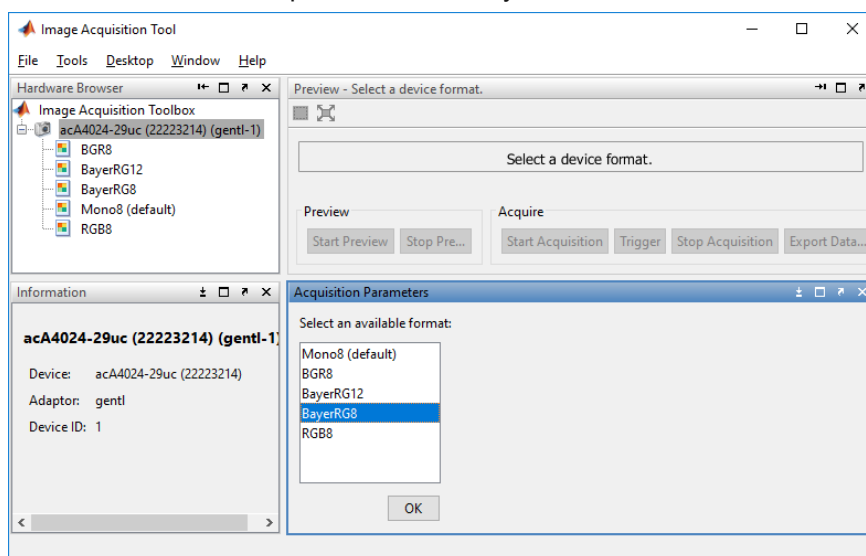 Image Acquisition Tool
File Tools Desktop Window Help
Hardware Browser
Image Acquisition Toolbox
acA4024-29uc (22223214) (gentl-1)
BGR8
BayerRG12
BayerRG8
Mono8 (default)
RGB8
Preview - Select a device format.
Select a device format.
Preview
Start Preview Stop Pre...
Acquire
Start Acquisition Trigger Stop Acquisition Export Data...
Information
acA4024-29uc (22223214) (gentl-1)
Device: acA4024-29uc (22223214)
Adaptor: gentl
Device ID: 1
Acquisition Parameters
Select an available format:
Mono8 (default)
BGR8
BayerRG12
BayerRG8
RGB8
OK